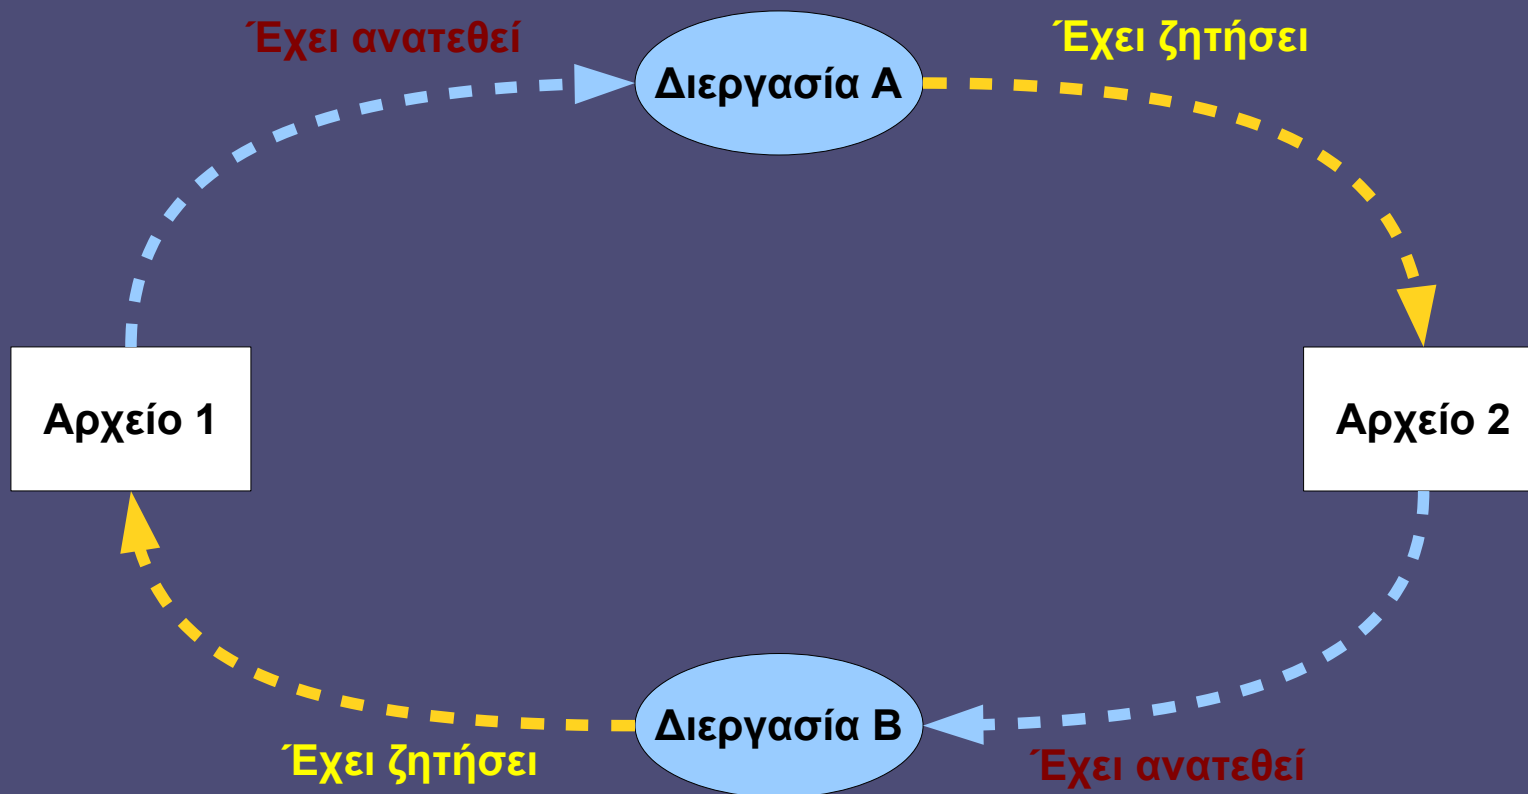 Έχει ανατεθεί
Έχει ζητήσει
Διεργασία Α
Αρχείο 1
Αρχείο 2
Διεργασία Β
Έχει ζητήσει
Έχει ανατεθεί